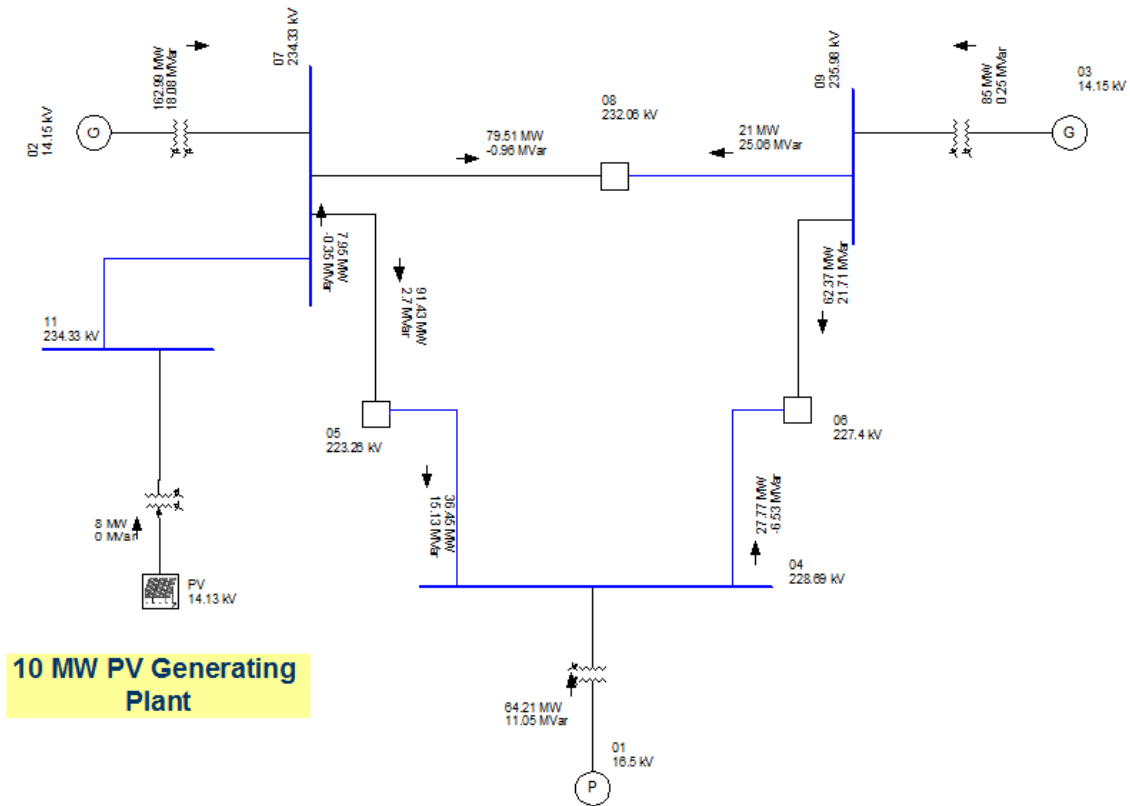 07
234.33 kV
162.99 MW
18.08 MVar
02
14.15 kV
G
79.51 MW
-0.96 MVar
08
232.06 kV
21 MW
25.06 MVar
09
235.98 kV
85 MW
0.25 MVar
03
14.15 kV
G
7.95 MW
-0.35 MVar
91.43 MW
2.7 MVar
62.37 MW
21.71 MVar
11
234.33 kV
05
223.26 kV
06
227.4 kV
36.45 MW
15.13 MVar
27.77 MW
-6.53 MVar
8 MW
0 MVar
PV
14.13 kV
04
228.69 kV
10 MW PV Generating
Plant
64.21 MW
11.05 MVar
01
16.5 kV
P